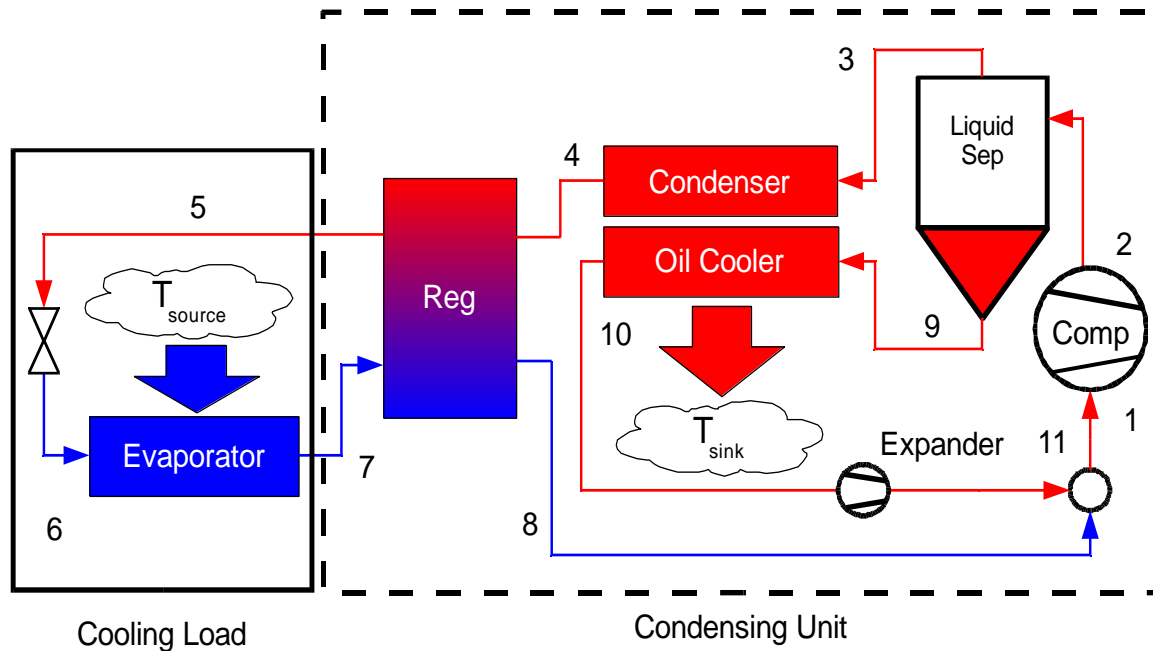 3
Liquid
Sep
4
Condenser
5
2
Oil Cooler
T
source
Reg
10
9
Comp
T
sink
Expander
11
1
Evaporator
7
6
8
Cooling Load
Condensing Unit